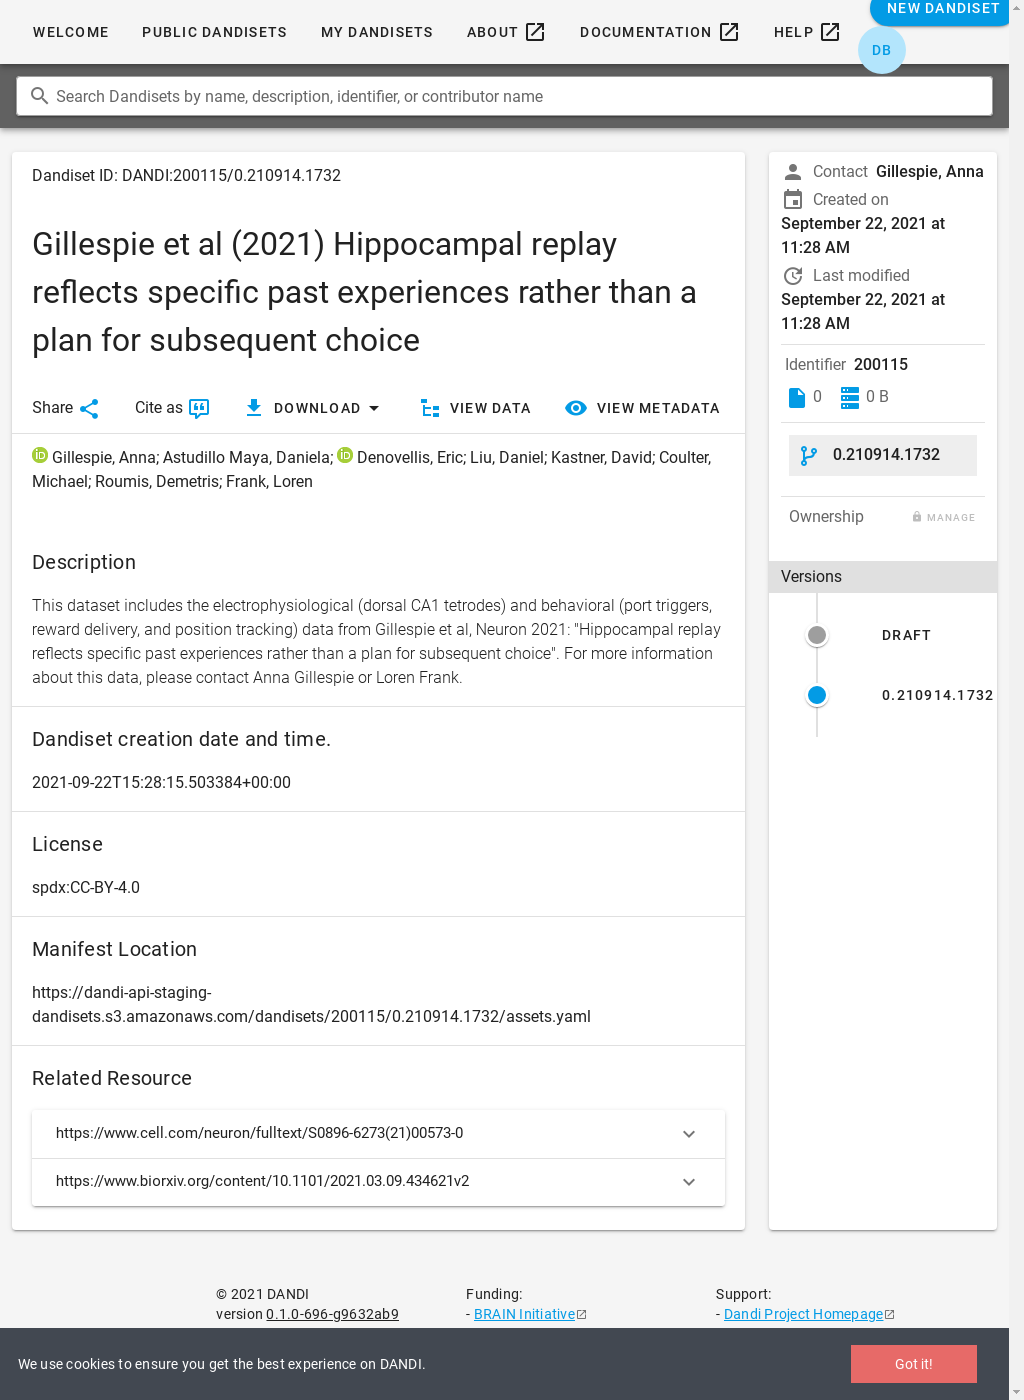 WELCOME
PUBLIC DANDISETS
MY DANDISETS
ABOUT
DOCUMENTATION
HELP
NEW DANDISET
DB
Search Dandisets by name, description, identifier, or contributor name
Dandiset ID: DANDI:200115/0.210914.1732
Gillespie et al (2021) Hippocampal replay
reflects specific past experiences rather than a
plan for subsequent choice
Share
Cite as
DOWNLOAD
VIEW DATA
VIEW METADATA
iD Gillespie, Anna; Astudillo Maya, Daniela; iD Denovellis, Eric; Liu, Daniel; Kastner, David; Coulter,
Michael; Roumis, Demetris; Frank, Loren
Description
This dataset includes the electrophysiological (dorsal CA1 tetrodes) and behavioral (port triggers,
reward delivery, and position tracking) data from Gillespie et al, Neuron 2021: "Hippocampal replay
reflects specific past experiences rather than a plan for subsequent choice". For more information
about this data, please contact Anna Gillespie or Loren Frank.
Dandiset creation date and time.
2021-09-22T15:28:15.503384+00:00
License
spdx:CC-BY-4.0
Manifest Location
https://dandi-api-staging-
dandisets.s3.amazonaws.com/dandisets/200115/0.210914.1732/assets.yaml
Related Resource
https://www.cell.com/neuron/fulltext/S0896-6273(21)00573-0
https://www.biorxiv.org/content/10.1101/2021.03.09.434621v2
Contact Gillespie, Anna
Created on
September 22, 2021 at
11:28 AM
Last modified
September 22, 2021 at
11:28 AM
Identifier 200115
0
0 B
0.210914.1732
Ownership
MANAGE
Versions
DRAFT
0.210914.1732
© 2021 DANDI
version 0.1.0-696-g9632ab9
Funding:
- BRAIN Initiative
Support:
- Dandi Project Homepage
We use cookies to ensure you get the best experience on DANDI.
Got it!